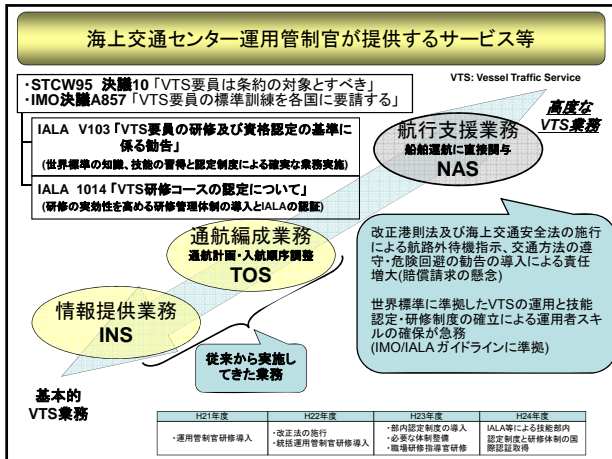 海上交通センター運用管制官が提供するサービス等
VTS: Vessel Traffic Service
・STCW95 決議10 「VTS要員は条約の対象とすべき」
・IMO決議A857 「VTS要員の標準訓練を各国に要請する」
IALA V103 「VTS要員の研修及び資格認定の基準に
係る勧告」
(世界標準の知識、技能の習得と認定制度による確実な業務実施)
IALA 1014 「VTS研修コースの認定について」
(研修の実効性を高める研修管理体制の導入とIALAの認証)
高度な
VTS業務
航行支援業務
船舶運航に直接関与
NAS
通航編成業務
通航計画・入航順序調整
TOS
情報提供業務
INS
従来から実施し
てきた業務
基本的
VTS業務
改正港則法及び海上交通安全法の施行
による航路外待機指示、交通方法の遵
守・危険回避の勧告の導入による責任
増大(賠償請求の懸念)
世界標準に準拠したVTSの運用と技能
認定・研修制度の確立による運用者スキ
ルの確保が急務
(IMO/IALAガイドラインに準拠)
H21年度 H22年度 H23年度 H24年度
・運用管制官研修導入
・改正法の施行
・統括運用管制官研修導入
・部内認定制度の導入
・必要な体制整備
・職場研修指導官研修
IALA等による技能部内
認定制度と研修体制の国
際認証取得